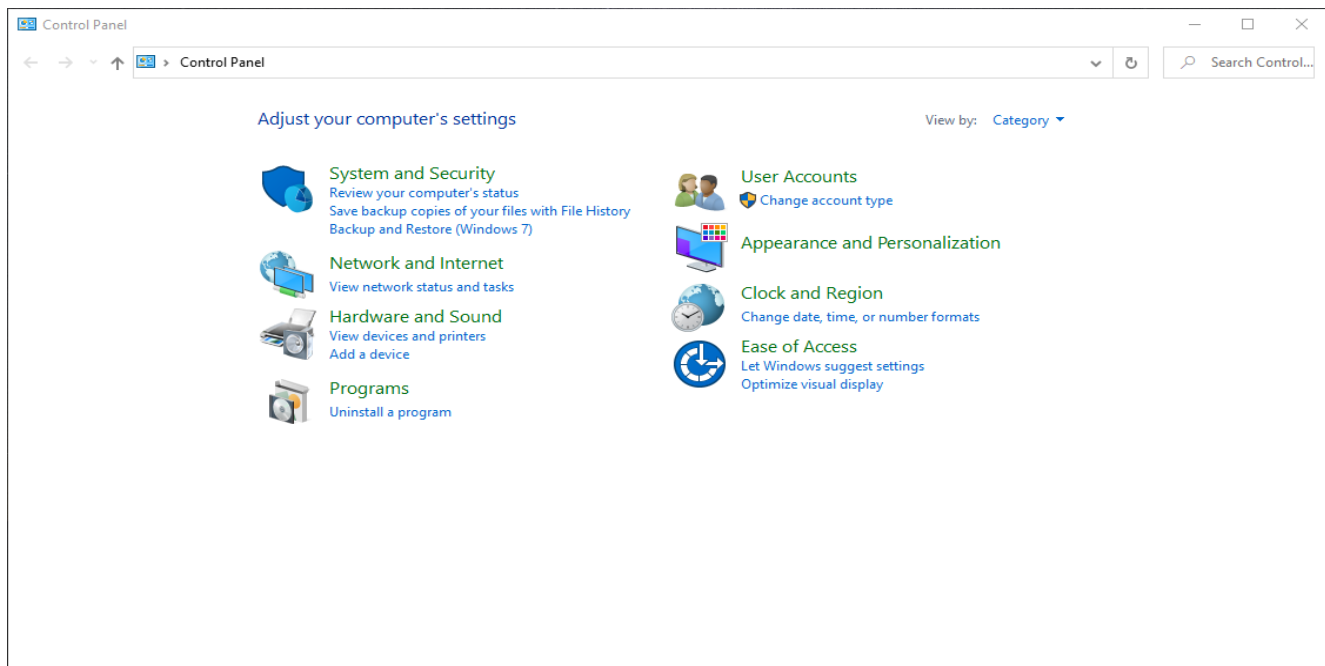 Control Panel
Control Panel
Search Control...
Adjust your computer's settings
View by: Category
System and Security
Review your computer's status
Save backup copies of your files with File History
Backup and Restore (Windows 7)
Network and Internet
View network status and tasks
Hardware and Sound
View devices and printers
Add a device
Programs
Uninstall a program
User Accounts
Change account type
Appearance and Personalization
Clock and Region
Change date, time, or number formats
Ease of Access
Let Windows suggest settings
Optimize visual display